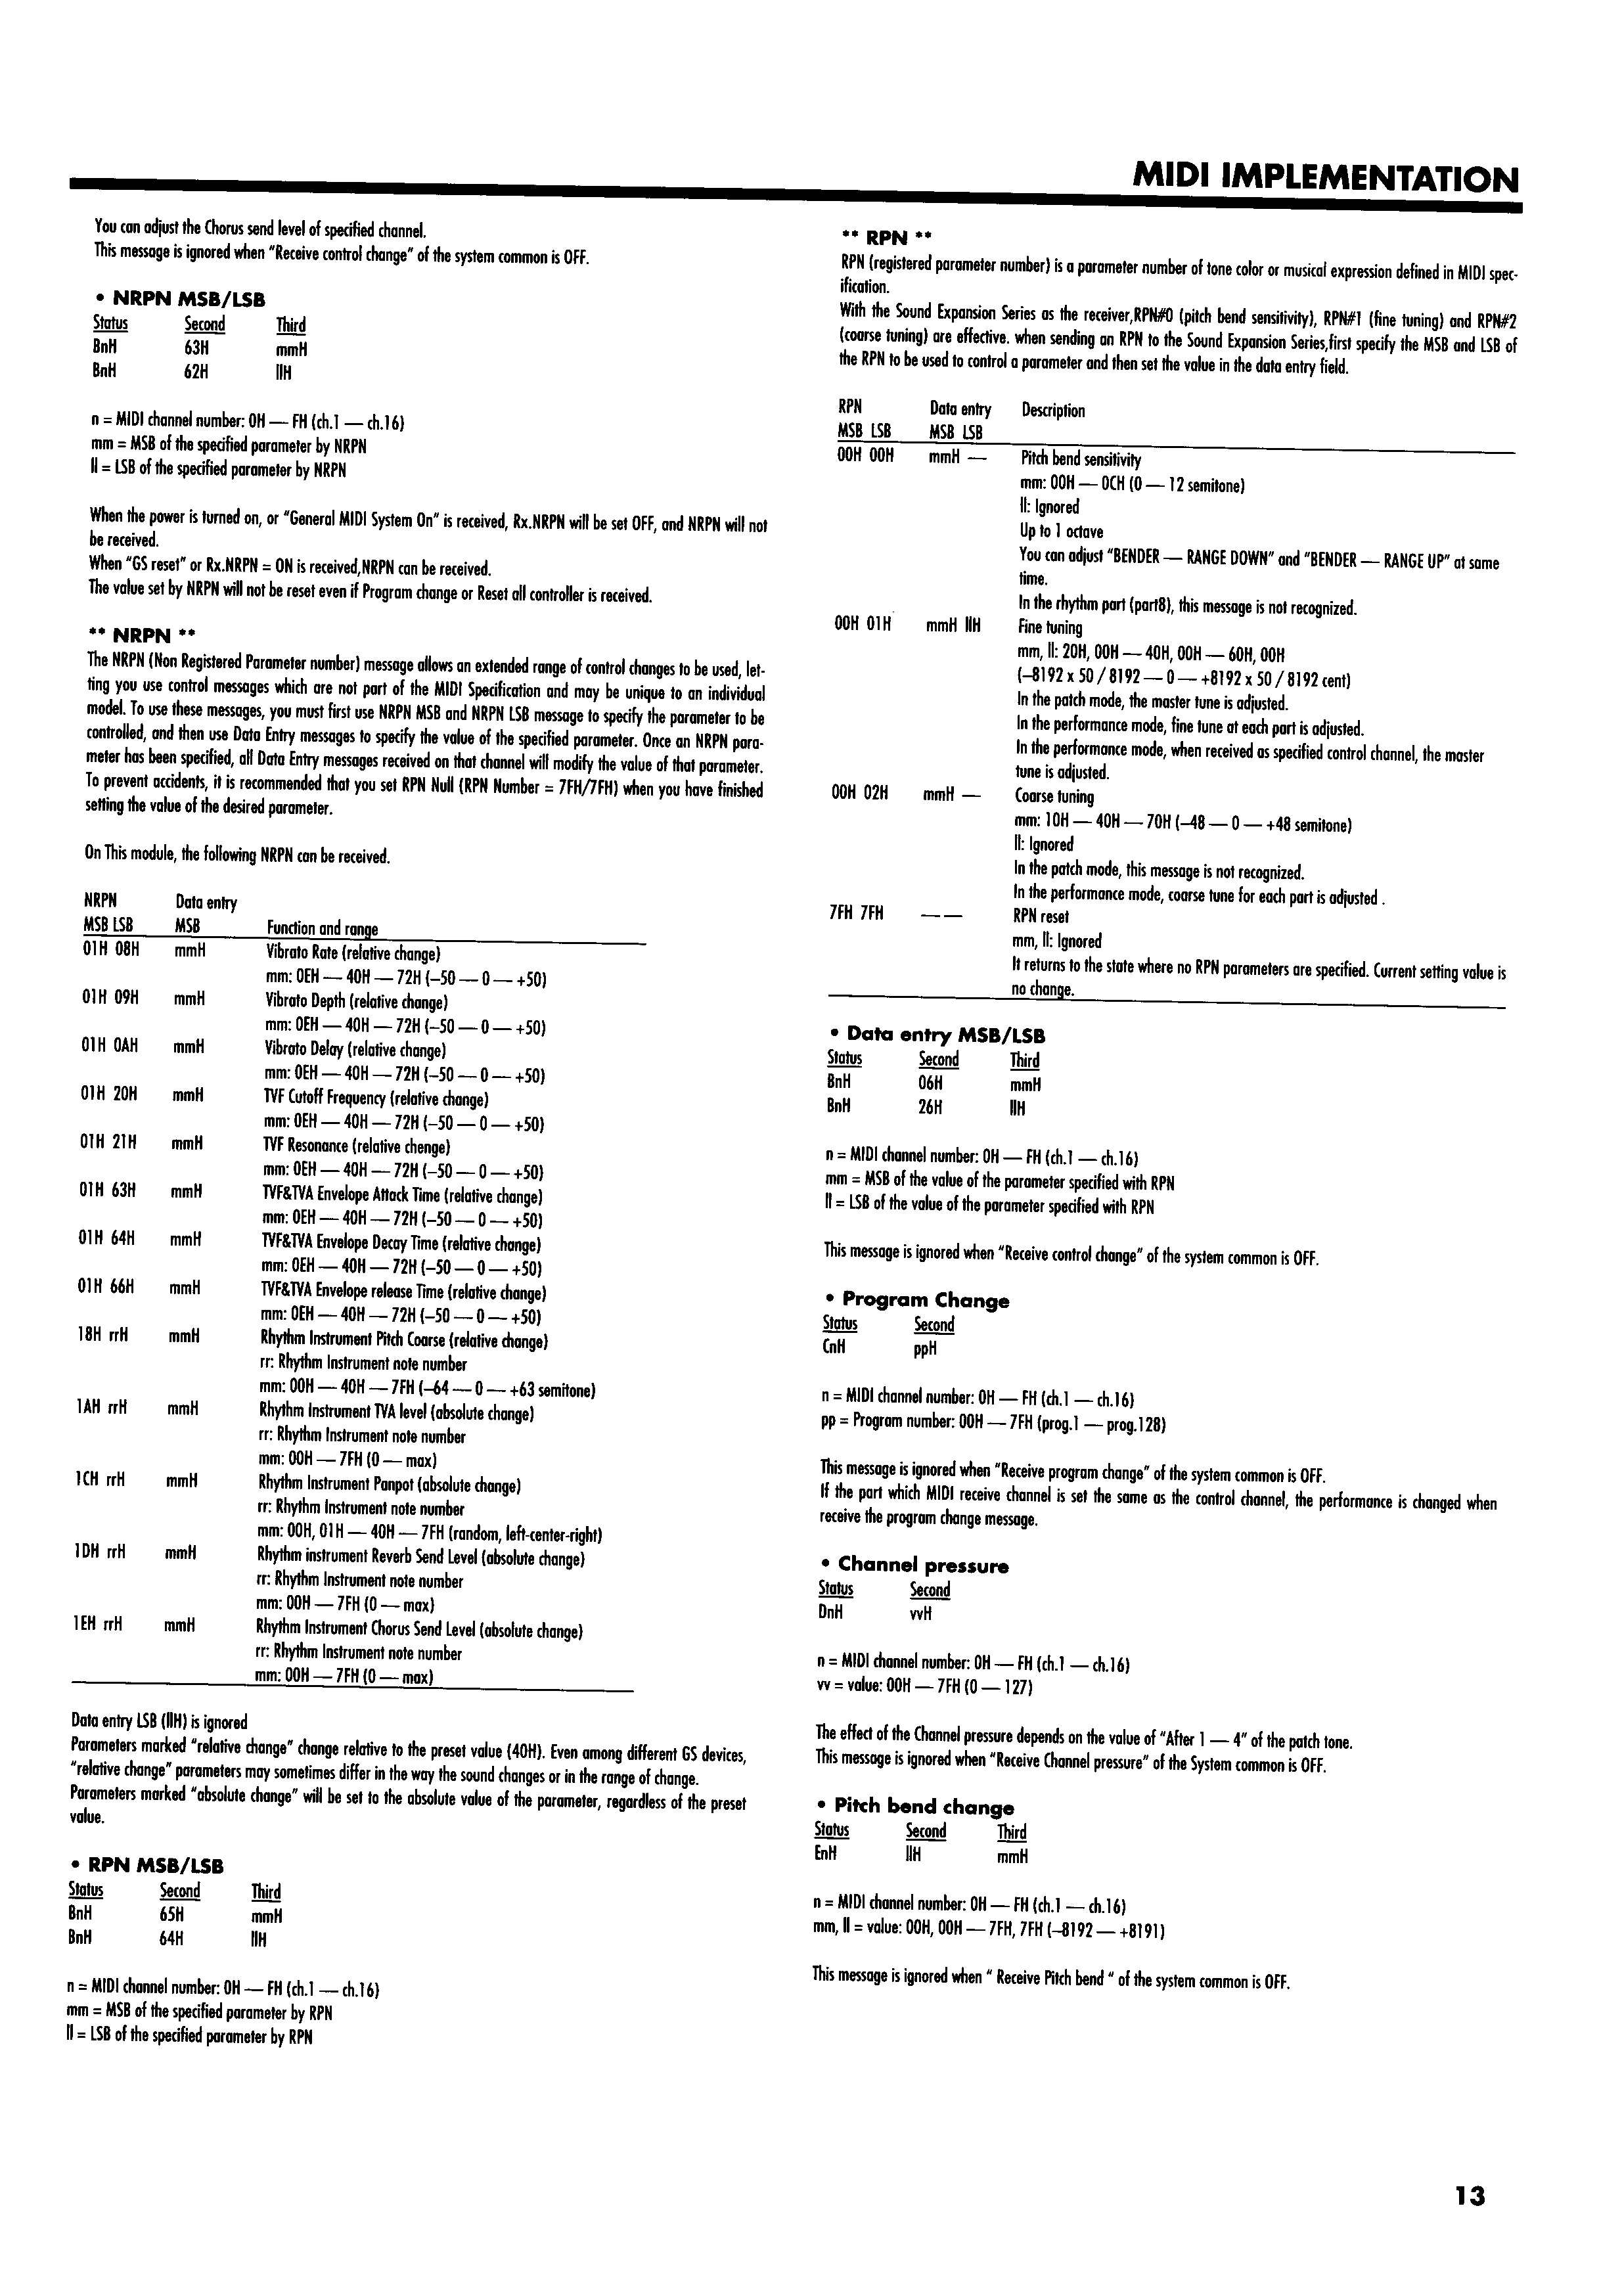 MIDI IMPLEMENTATION
You can adjust the Chorus send level of specified channel.
This message is ignored when "Receive control change" of the system common is OFF.
• NRPN MSB/LSB
Status Second Third
BnH 63H mmH
BnH 62H llH
n = MIDI channel number: 0H — FH (ch.1 — ch.16)
mm = MSB of the specified parameter by NRPN
ll = LSB of the specified parameter by NRPN
When the power is turned on, or "General MIDI System On" is received, Rx.NRPN will be set OFF, and NRPN will not
be received.
When "GS reset" or Rx.NRPN = ON is received,NRPN can be received.
The value set by NRPN will not be reset even if Program change or Reset all controller is received.
** NRPN **
The NRPN (Non Registered Parameter number) message allows an extended range of control changes to be used, let-
ting you use control messages which are not part of the MIDI Specification and may be unique to an individual
model. To use these messages, you must first use NRPN MSB and NRPN LSB message to specify the parameter to be
controlled, and then use Data Entry messages to specify the value of the specified parameter. Once an NRPN para-
meter has been specified, all Data Entry messages received on that channel will modify the value of that parameter.
To prevent accidents, it is recommended that you set RPN Null (RPN Number = 7FH/7FH) when you have finished
setting the value of the desired parameter.
On This module, the following NRPN can be received.
NRPN Data entry
MSB LSB MSB Function and range
01H 08H mmH Vibrato Rate (relative change)
mm: 0EH — 40H — 72H (–50 — 0 — +50)
01H 09H mmH Vibrato Depth (relative change)
mm: 0EH — 40H — 72H (–50 — 0 — +50)
01H 0AH mmH Vibrato Delay (relative change)
mm: 0EH — 40H — 72H (–50 — 0 — +50)
01H 20H mmH TVF Cutoff Frequency (relative change)
mm: 0EH — 40H — 72H (–50 — 0 — +50)
01H 21H mmH TVF Resonance (relative chenge)
mm: 0EH — 40H — 72H (–50 — 0 — +50)
01H 63H mmH TVF&TVA Envelope Attack Time (relative change)
mm: 0EH — 40H — 72H (–50 — 0 — +50)
01H 64H mmH TVF&TVA Envelope Decay Time (relative change)
mm: 0EH — 40H — 72H (–50 — 0 — +50)
01H 66H mmH TVF&TVA Envelope release Time (relative change)
mm: 0EH — 40H — 72H (–50 — 0 — +50)
18H rrH mmH Rhythm Instrument Pitch Coarse (relative change)
rr: Rhythm Instrument note number
mm: 00H — 40H — 7FH (–64 — 0 — +63 semitone)
1AH rrH mmH Rhythm Instrument TVA level (absolute change)
rr: Rhythm Instrument note number
mm: 00H — 7FH (0 — max)
1CH rrH mmH Rhythm Instrument Panpot (absolute change)
rr: Rhythm Instrument note number
mm: 00H, 01H — 40H — 7FH (random, left-center-right)
1DH rrH mmH Rhythm instrument Reverb Send Level (absolute change)
rr: Rhythm Instrument note number
mm: 00H — 7FH (0 — max)
1EH rrH mmH Rhythm Instrument Chorus Send Level (absolute change)
rr: Rhythm Instrument note number
mm: 00H — 7FH (0 — max)
Data entry LSB (llH) is ignored
Parameters marked "relative change" change relative to the preset value (40H). Even among different GS devices,
"relative change" parameters may sometimes differ in the way the sound changes or in the range of change.
Parameters marked "absolute change" will be set to the absolute value of the parameter, regardless of the preset
value.
• RPN MSB/LSB
Status Second Third
BnH 65H mmH
BnH 64H llH
n = MIDI channel number: 0H — FH (ch.1 — ch.16)
mm = MSB of the specified parameter by RPN
ll = LSB of the specified parameter by RPN
** RPN **
RPN (registered parameter number) is a parameter number of tone color or musical expression defined in MIDI spec-
ification.
With the Sound Expansion Series as the receiver,RPN#0 (pitch bend sensitivity), RPN#1 (fine tuning) and RPN#2
(coarse tuning) are effective. when sending an RPN to the Sound Expansion Series,first specify the MSB and LSB of
the RPN to be used to control a parameter and then set the value in the data entry field.
RPN Data entry Description
MSB LSB MSB LSB
00H 00H mmH — Pitch bend sensitivity
mm: 00H — 0CH (0 — 12 semitone)
ll: Ignored
Up to 1 octave
You can adjust "BENDER — RANGE DOWN" and "BENDER — RANGE UP" at same
time.
In the rhythm part (part8), this message is not recognized.
00H 01H mmH llH Fine tuning
mm, ll: 20H, 00H — 40H, 00H — 60H, 00H
(–8192 x 50 / 8192 — 0 — +8192 x 50 / 8192 cent)
In the patch mode, the master tune is adjusted.
In the performance mode, fine tune at each part is adjusted.
In the performance mode, when received as specified control channel, the master
tune is adjusted.
00H 02H mmH — Coarse tuning
mm: 10H — 40H — 70H (–48 — 0 — +48 semitone)
ll: Ignored
In the patch mode, this message is not recognized.
In the performance mode, coarse tune for each part is adjusted .
7FH 7FH — — RPN reset
mm, ll: Ignored
It returns to the state where no RPN parameters are specified. Current setting value is
no change.
• Data entry MSB/LSB
Status Second Third
BnH 06H mmH
BnH 26H llH
n = MIDI channel number: 0H — FH (ch.1 — ch.16)
mm = MSB of the value of the parameter specified with RPN
ll = LSB of the value of the parameter specified with RPN
This message is ignored when "Receive control change" of the system common is OFF.
• Program Change
Status Second
CnH ppH
n = MIDI channel number: 0H — FH (ch.1 — ch.16)
pp = Program number: 00H — 7FH (prog.1 — prog.128)
This message is ignored when "Receive program change" of the system common is OFF.
If the part which MIDI receive channel is set the same as the control channel, the performance is changed when
receive the program change message.
• Channel pressure
Status Second
DnH vvH
n = MIDI channel number: 0H — FH (ch.1 — ch.16)
vv = value: 00H — 7FH (0 — 127)
The effect of the Channel pressure depends on the value of "After 1 — 4" of the patch tone.
This message is ignored when "Receive Channel pressure" of the System common is OFF.
• Pitch bend change
Status Second Third
EnH llH mmH
n = MIDI channel number: 0H — FH (ch.1 — ch.16)
mm, ll = value: 00H, 00H — 7FH, 7FH (–8192 — +8191)
This message is ignored when " Receive Pitch bend " of the system common is OFF.
13